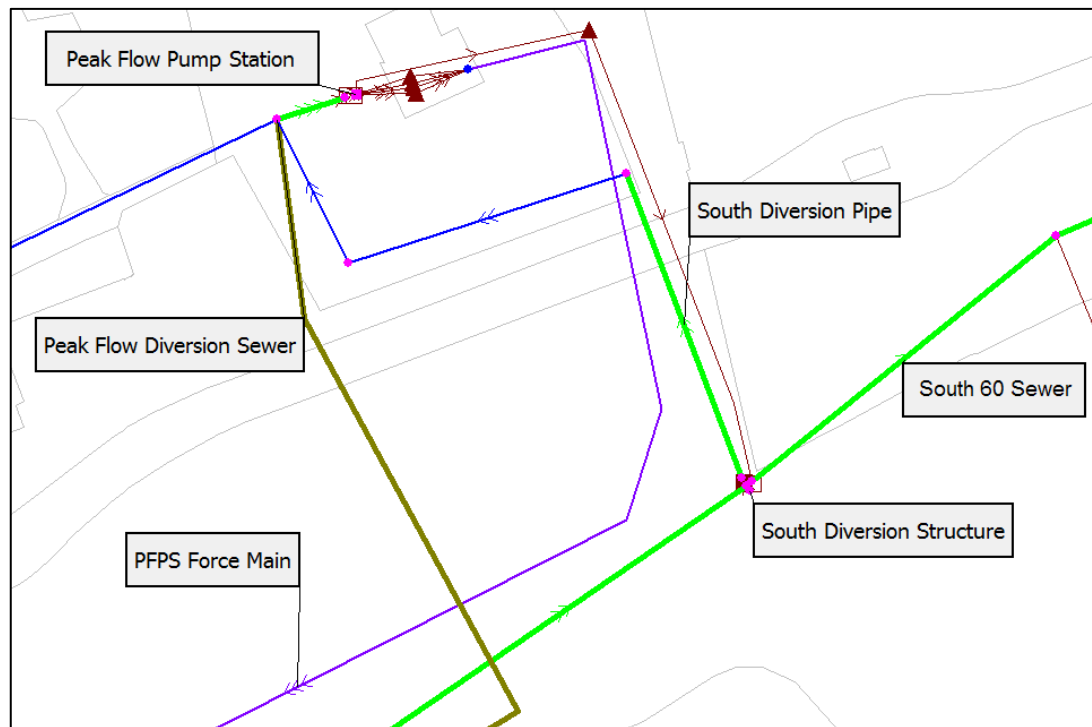 Peak Flow Pump Station
South Diversion Pipe
Peak Flow Diversion Sewer
South 60 Sewer
South Diversion Structure
PFPS Force Main